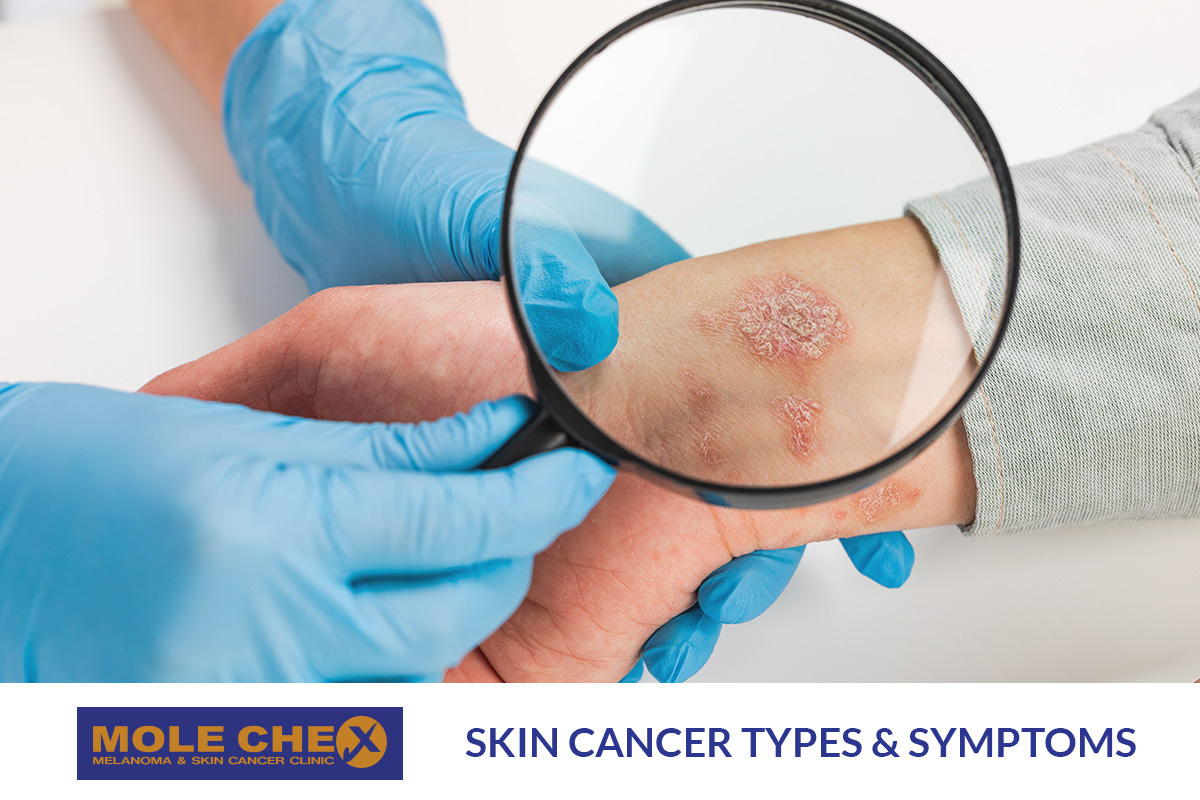 MOLE CHEX
MELANOMA & SKIN CANCER CLINIC
SKIN CANCER TYPES & SYMPTOMS